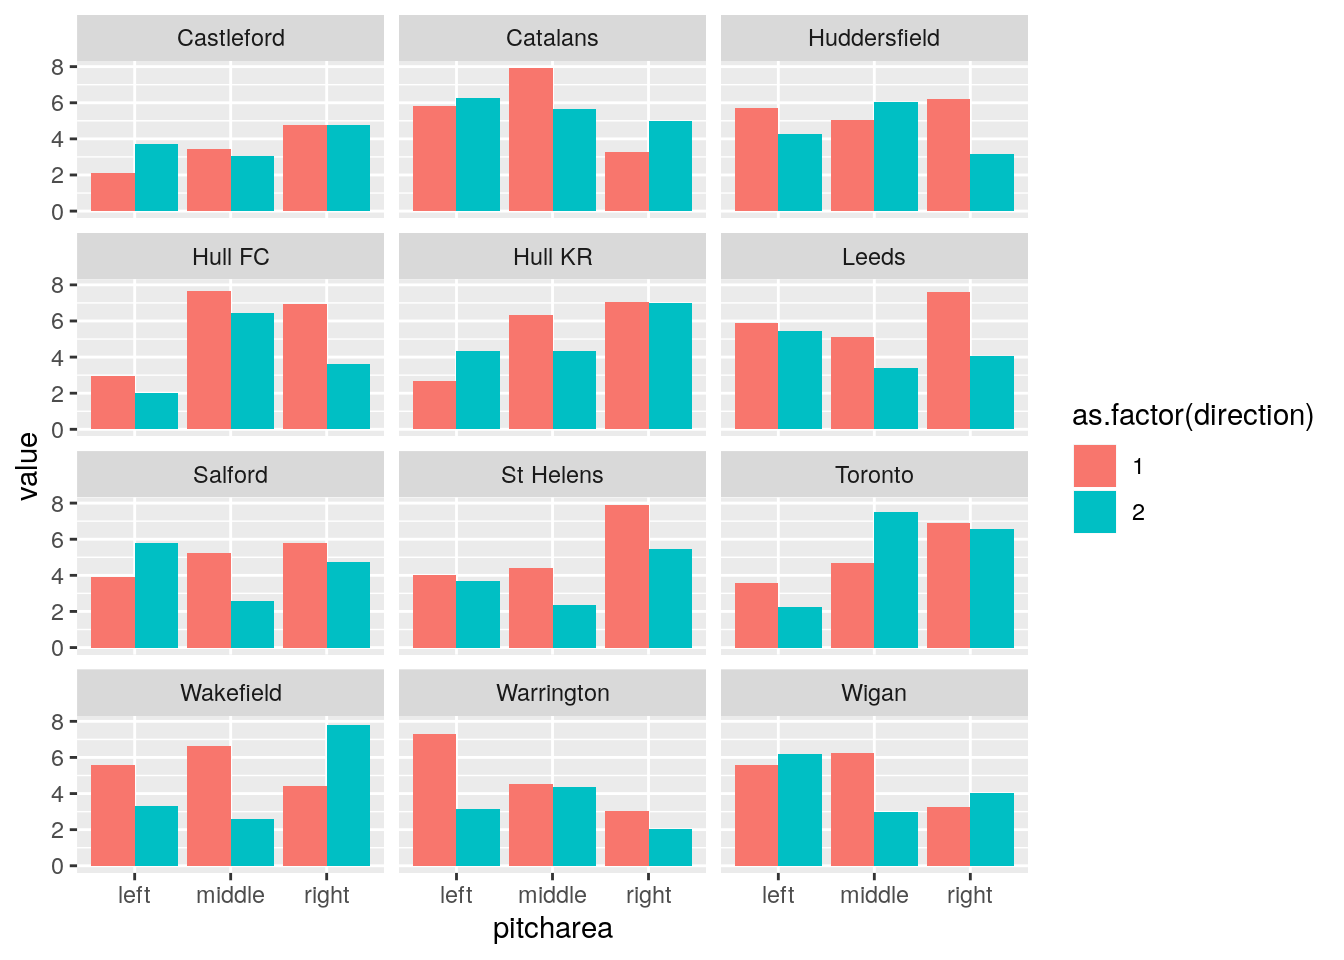 Castleford Catalans Huddersfield
8
6
4
2
0
Hull FC Hull KR Leeds
8
6
4
2
0
as.factor(direction)
1
2
value
Salford St Helens Toronto
8
6
4
2
0
Wakefield Warrington Wigan
8
6
4
2
0
left middle right left middle right left middle right
pitcharea